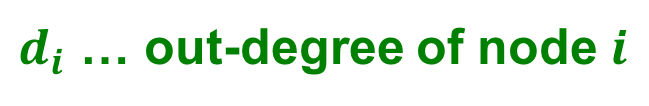 dᵢ … out-degree of node i